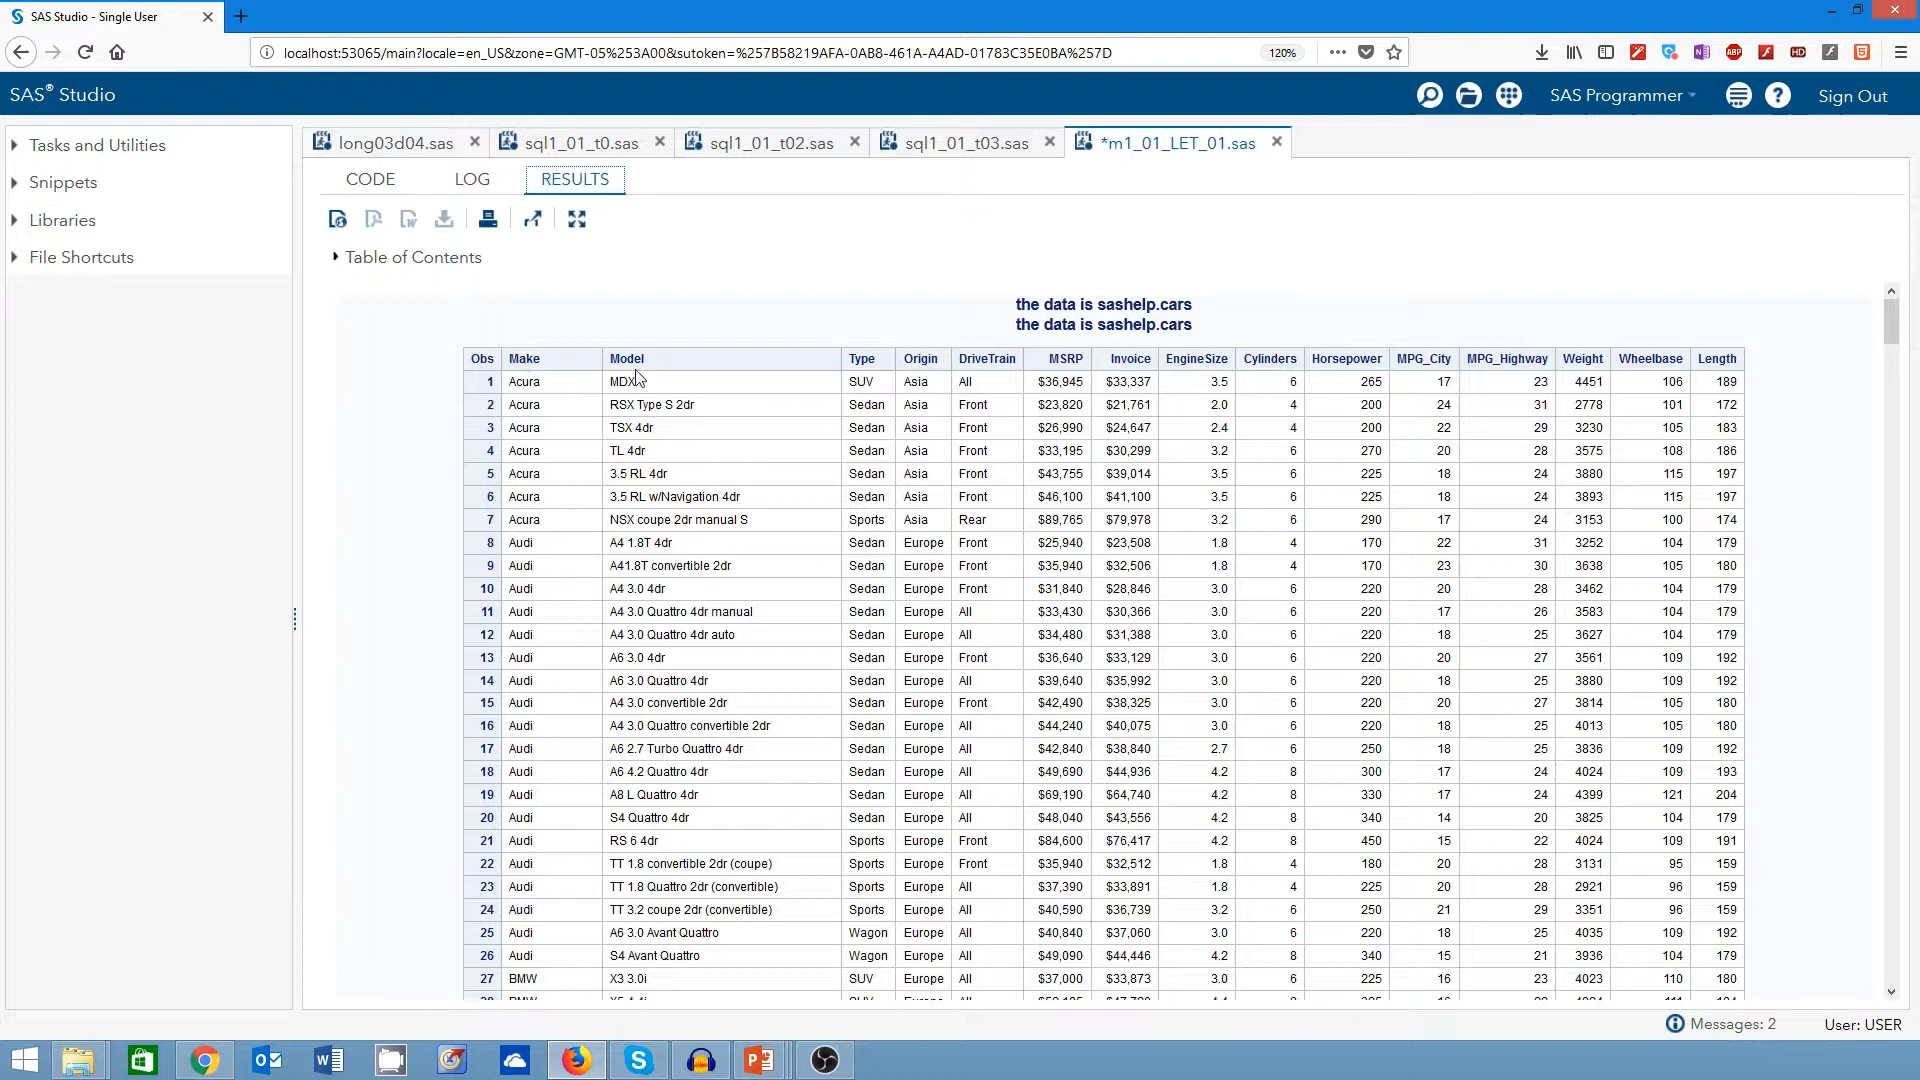 SAS Studio - Single User
localhost:53065/main?locale=en_US&zone=GMT-05%253A00&sutoken=%257B58219AFA-0AB8-461A-A4AD-01783C35E0BA%257D
120%
ABP
HD
SAS® Studio
SAS Programmer
Sign Out
Tasks and Utilities
Snippets
Libraries
File Shortcuts
long03d04.sas
sql1_01_t0.sas
sql1_01_t02.sas
sql1_01_t03.sas
*m1_01_LET_01.sas
CODE LOG RESULTS
Table of Contents
the data is sashelp.cars
the data is sashelp.cars
Obs Make Model Type Origin DriveTrain MSRP Invoice EngineSize Cylinders Horsepower MPG_City MPG_Highway Weight Wheelbase Length
1 Acura MDX SUV Asia All $36,945 $33,337 3.5 6 265 17 23 4451 106 189
2 Acura RSX Type S 2dr Sedan Asia Front $23,820 $21,761 2.0 4 200 24 31 2778 101 172
3 Acura TSX 4dr Sedan Asia Front $26,990 $24,647 2.4 4 200 22 29 3230 105 183
4 Acura TL 4dr Sedan Asia Front $33,195 $30,299 3.2 6 270 20 28 3575 108 186
5 Acura 3.5 RL 4dr Sedan Asia Front $43,755 $39,014 3.5 6 225 18 24 3880 115 197
6 Acura 3.5 RL w/Navigation 4dr Sedan Asia Front $46,100 $41,100 3.5 6 225 18 24 3893 115 197
7 Acura NSX coupe 2dr manual S Sports Asia Rear $89,765 $79,978 3.2 6 290 17 24 3153 100 174
8 Audi A4 1.8T 4dr Sedan Europe Front $25,940 $23,508 1.8 4 170 22 31 3252 104 179
9 Audi A41.8T convertible 2dr Sedan Europe Front $35,940 $32,506 1.8 4 170 23 30 3638 105 180
10 Audi A4 3.0 4dr Sedan Europe Front $31,840 $28,846 3.0 6 220 20 28 3462 104 179
11 Audi A4 3.0 Quattro 4dr manual Sedan Europe All $33,430 $30,366 3.0 6 220 17 26 3583 104 179
12 Audi A4 3.0 Quattro 4dr auto Sedan Europe All $34,480 $31,388 3.0 6 220 18 25 3627 104 179
13 Audi A6 3.0 4dr Sedan Europe Front $36,640 $33,129 3.0 6 220 20 27 3561 109 192
14 Audi A6 3.0 Quattro 4dr Sedan Europe All $39,640 $35,992 3.0 6 220 18 25 3880 109 192
15 Audi A4 3.0 convertible 2dr Sedan Europe Front $42,490 $38,325 3.0 6 220 20 27 3814 105 180
16 Audi A4 3.0 Quattro convertible 2dr Sedan Europe All $44,240 $40,075 3.0 6 220 18 25 4013 105 180
17 Audi A6 2.7 Turbo Quattro 4dr Sedan Europe All $42,840 $38,840 2.7 6 250 18 25 3836 109 192
18 Audi A6 4.2 Quattro 4dr Sedan Europe All $49,690 $44,936 4.2 8 300 17 24 4024 109 193
19 Audi A8 L Quattro 4dr Sedan Europe All $69,190 $64,740 4.2 8 330 17 24 4399 121 204
20 Audi S4 Quattro 4dr Sedan Europe All $48,040 $43,556 4.2 8 340 14 20 3825 104 179
21 Audi RS 6 4dr Sports Europe Front $84,600 $76,417 4.2 8 450 15 22 4024 109 191
22 Audi TT 1.8 convertible 2dr (coupe) Sports Europe Front $35,940 $32,512 1.8 4 180 20 28 3131 95 159
23 Audi TT 1.8 Quattro 2dr (convertible) Sports Europe All $37,390 $33,891 1.8 4 225 20 28 2921 96 159
24 Audi TT 3.2 coupe 2dr (convertible) Sports Europe All $40,590 $36,739 3.2 6 250 21 29 3351 96 159
25 Audi A6 3.0 Avant Quattro Wagon Europe All $40,840 $37,060 3.0 6 220 18 25 4035 109 192
26 Audi S4 Avant Quattro Wagon Europe All $49,090 $44,446 4.2 8 340 15 21 3936 104 179
27 BMW X3 3.0i SUV Europe All $37,000 $33,873 3.0 6 225 16 23 4023 110 180
Messages: 2
User: USER